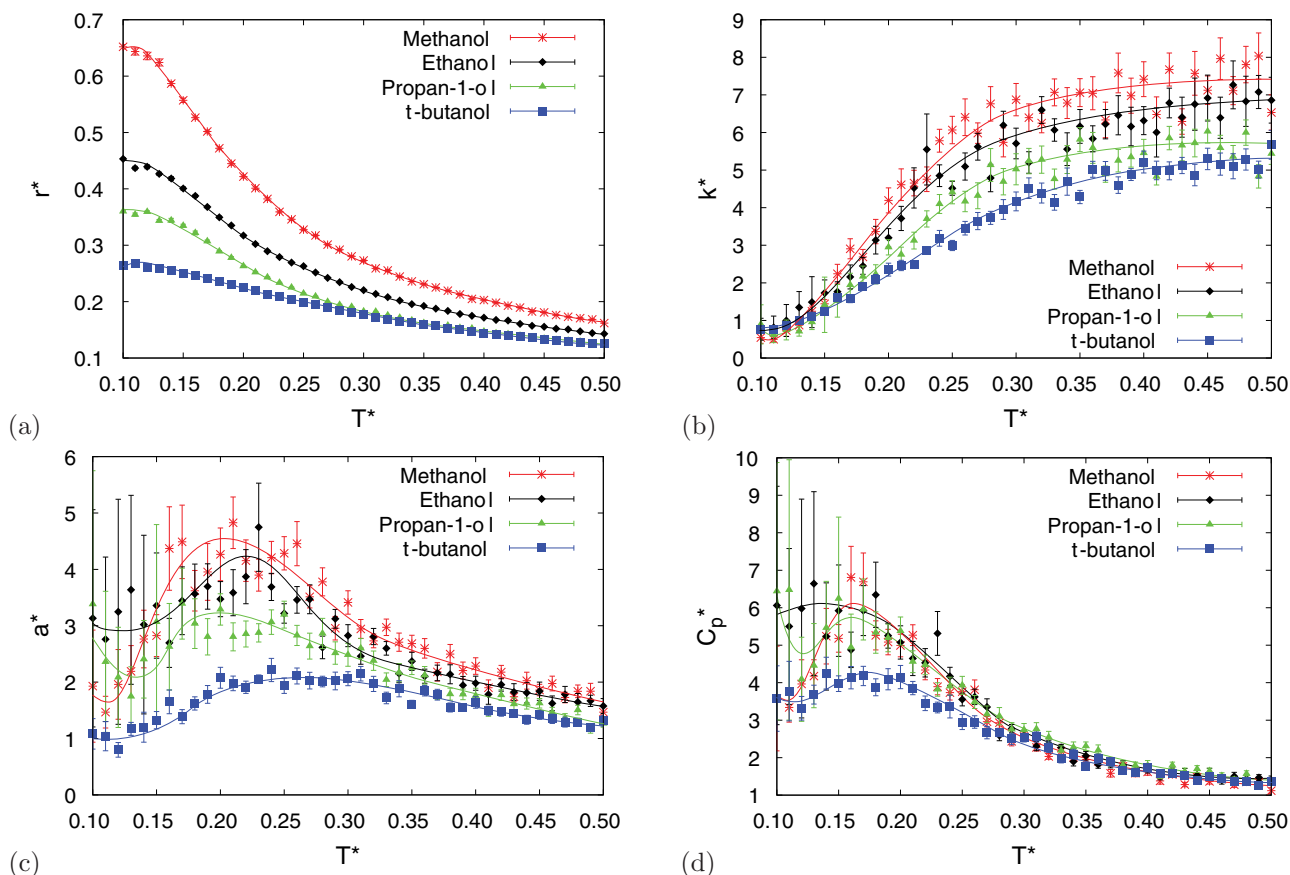 0.7
0.6
0.5
0.4
0.3
0.2
0.1
r*
Methanol
Ethanol
Propan-1-ol
t-butanol
0.10 0.15 0.20 0.25 0.30 0.35 0.40 0.45 0.50
T*
(a)
9
8
7
6
5
4
3
2
1
0
k*
Methanol
Ethanol
Propan-1-ol
t-butanol
0.10 0.15 0.20 0.25 0.30 0.35 0.40 0.45 0.50
T*
(b)
6
5
4
3
2
1
0
a*
Methanol
Ethanol
Propan-1-ol
t-butanol
0.10 0.15 0.20 0.25 0.30 0.35 0.40 0.45 0.50
T*
(c)
10
9
8
7
6
5
4
3
2
1
Cp*
Methanol
Ethanol
Propan-1-ol
t-butanol
0.10 0.15 0.20 0.25 0.30 0.35 0.40 0.45 0.50
T*
(d)